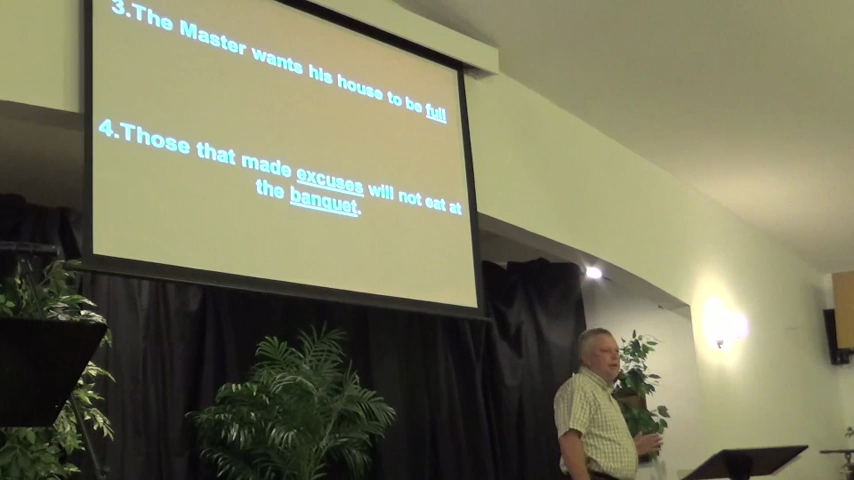 3.The Master wants his house to be full
4.Those that made excuses will not eat at
the banquet.